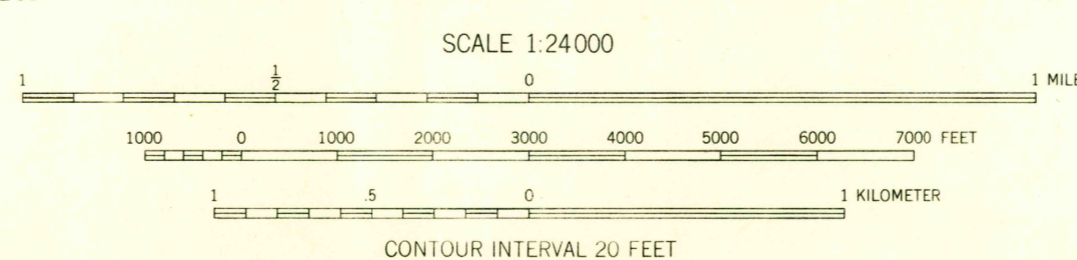 SCALE 1:24000
1 ½ 0 1 MILE
1000 0 1000 2000 3000 4000 5000 6000 7000 FEET
1 .5 0 1 KILOMETER
CONTOUR INTERVAL 20 FEET